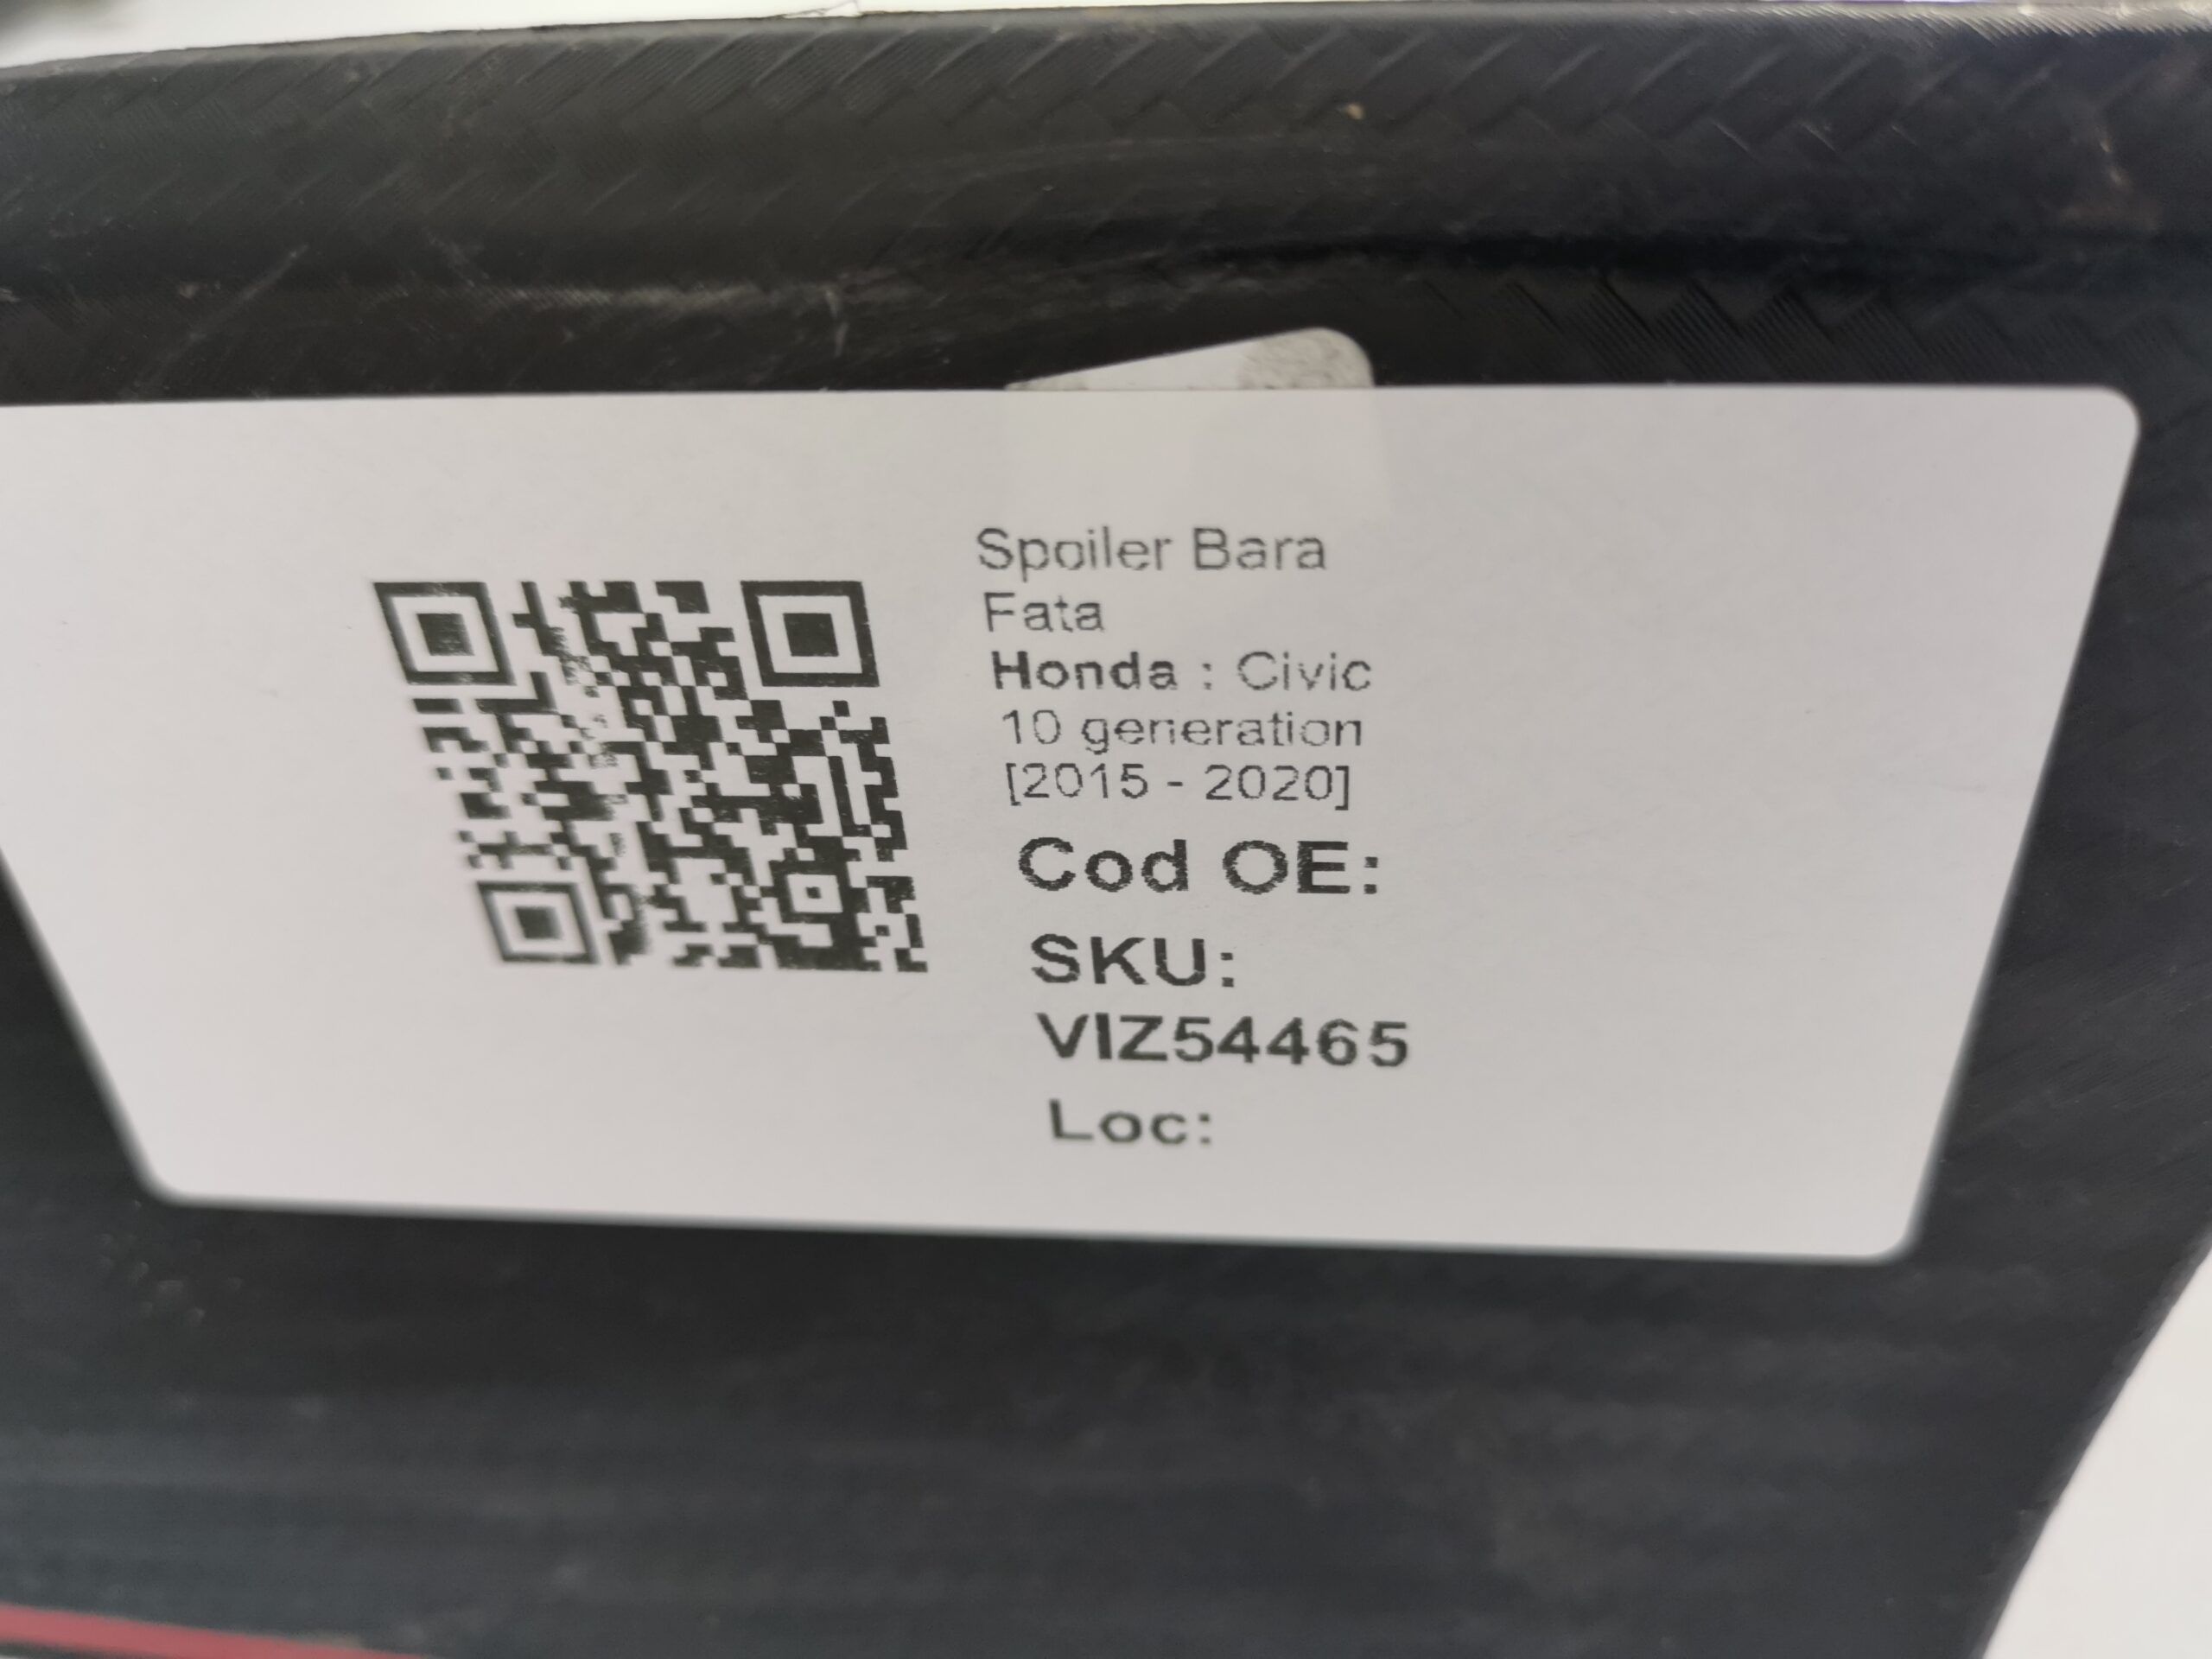 Spoiler Bara
Fata
Honda : Civic
10 generation
[2015 - 2020]
Cod OE:
SKU:
VIZ54465
Loc: